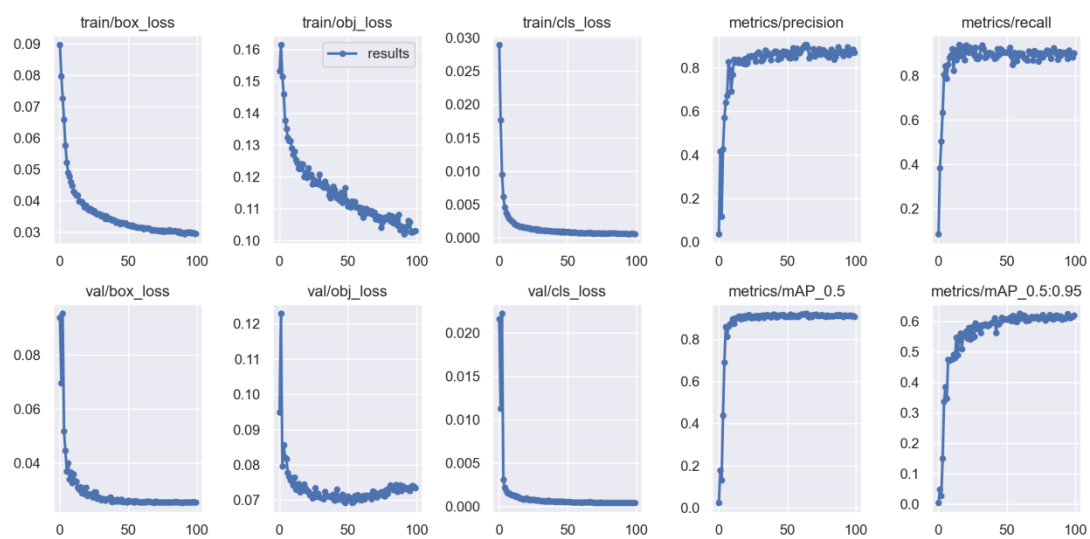 train/box_loss
train/obj_loss
train/cls_loss
metrics/precision
metrics/recall
0.09
0.08
0.07
0.06
0.05
0.04
0.03
0 50 100
results
0.16
0.15
0.14
0.13
0.12
0.11
0.10
0 50 100
0.030
0.025
0.020
0.015
0.010
0.005
0.000
0 50 100
0.8
0.6
0.4
0.2
0.0
0 50 100
0.8
0.6
0.4
0.2
0 50 100
val/box_loss
val/obj_loss
val/cls_loss
metrics/mAP_0.5
metrics/mAP_0.5:0.95
0.08
0.06
0.04
0 50 100
0.12
0.11
0.10
0.09
0.08
0.07
0 50 100
0.020
0.015
0.010
0.005
0.000
0 50 100
0.8
0.6
0.4
0.2
0.0
0 50 100
0.6
0.5
0.4
0.3
0.2
0.1
0.0
0 50 100